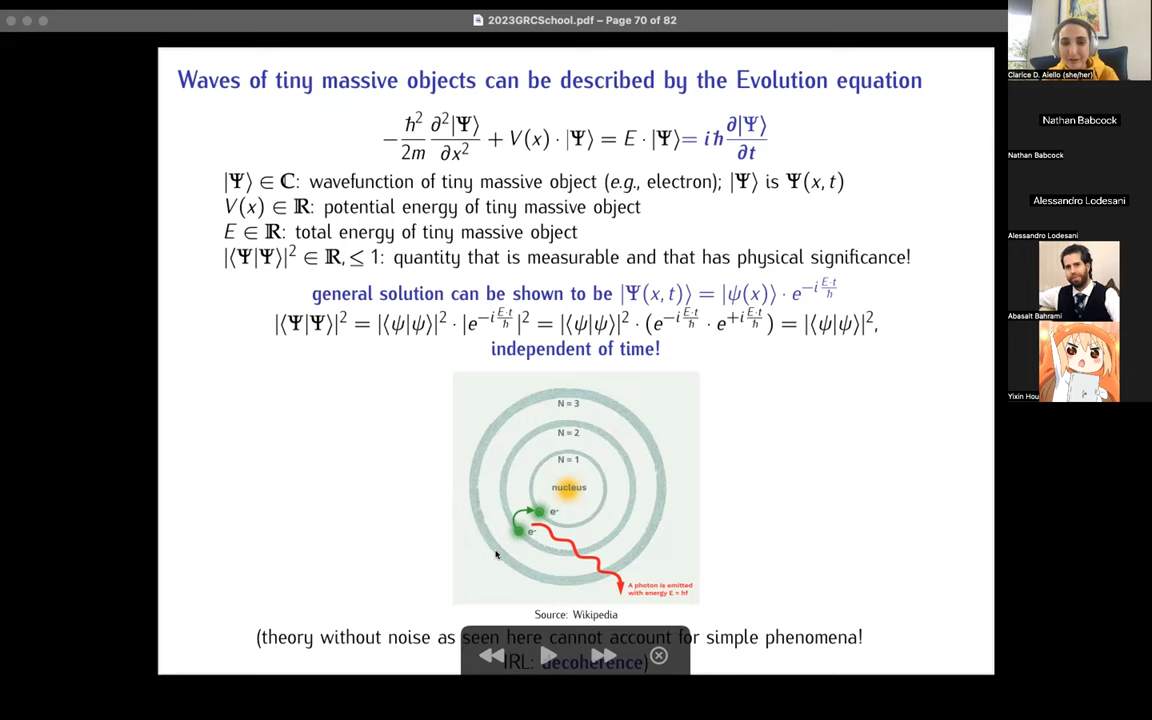 2023GRCSchool.pdf – Page 70 of 82
Waves of tiny massive objects can be described by the Evolution equation
−ħ²/2m ∂²|Ψ⟩/∂x² + V(x) · |Ψ⟩ = E · |Ψ⟩= iħ ∂|Ψ⟩/∂t
|Ψ⟩ ∈ ℂ: wavefunction of tiny massive object (e.g., electron); |Ψ⟩ is Ψ(x, t)
V(x) ∈ ℝ: potential energy of tiny massive object
E ∈ ℝ: total energy of tiny massive object
|⟨Ψ|Ψ⟩|² ∈ ℝ, ≤ 1: quantity that is measurable and that has physical significance!
general solution can be shown to be |Ψ(x, t)⟩ = |ψ(x)⟩ · e^{−i E·t/ħ}
|⟨Ψ|Ψ⟩|² = |⟨ψ|ψ⟩|² · |e^{−i E·t/ħ}|² = |⟨ψ|ψ⟩|² · (e^{−i E·t/ħ} · e^{+i E·t/ħ}) = |⟨ψ|ψ⟩|²,
independent of time!
N = 3
N = 2
N = 1
nucleus
e-
e-
A photon is emitted
with energy E = hf
Source: Wikipedia
(theory without noise as seen here cannot account for simple phenomena!
IRL: decoherence)
Clarice D. Aiello (she/her)
Nathan Babcock
Nathan Babcock
Alessandro Lodesani
Alessandro Lodesani
Abasalt Bahrami
Yixin Hou